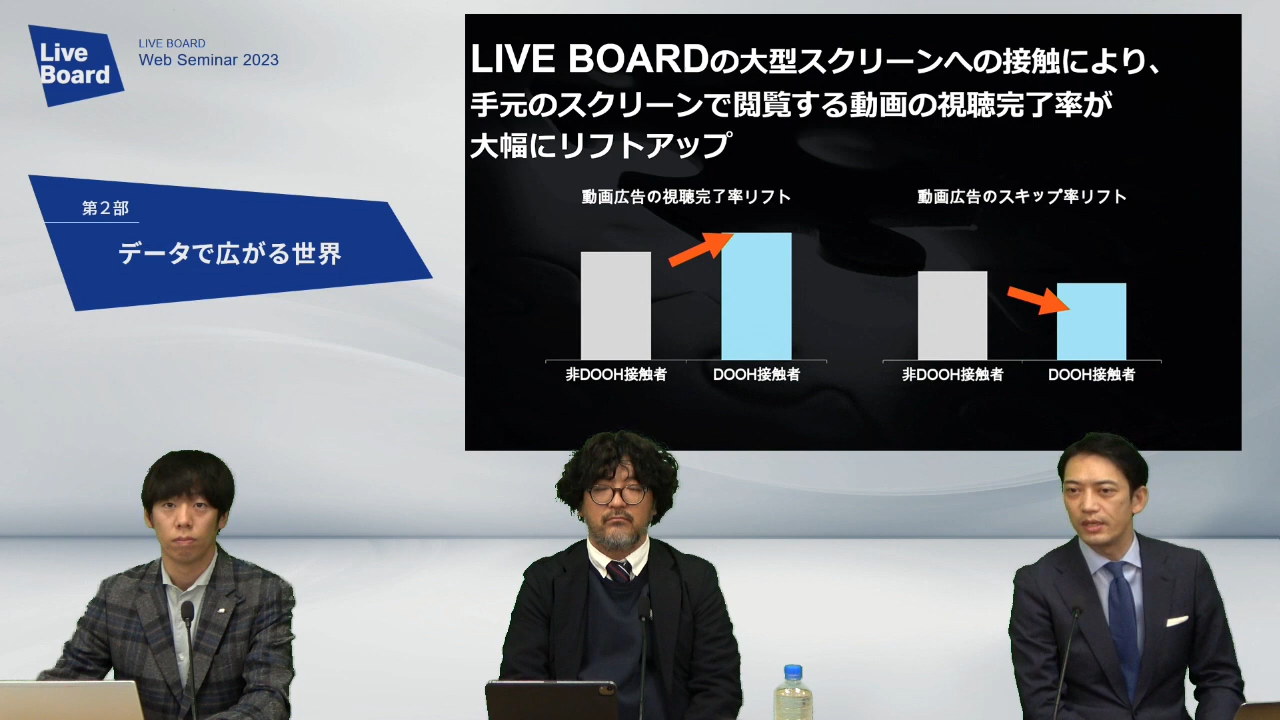 Live
Board
LIVE BOARD
Web Seminar 2023
第2部
データで広がる世界
LIVE BOARDの大型スクリーンへの接触により、
手元のスクリーンで閲覧する動画の視聴完了率が
大幅にリフトアップ
動画広告の視聴完了率リフト
動画広告のスキップ率リフト
非DOOH接触者
DOOH接触者
非DOOH接触者
DOOH接触者